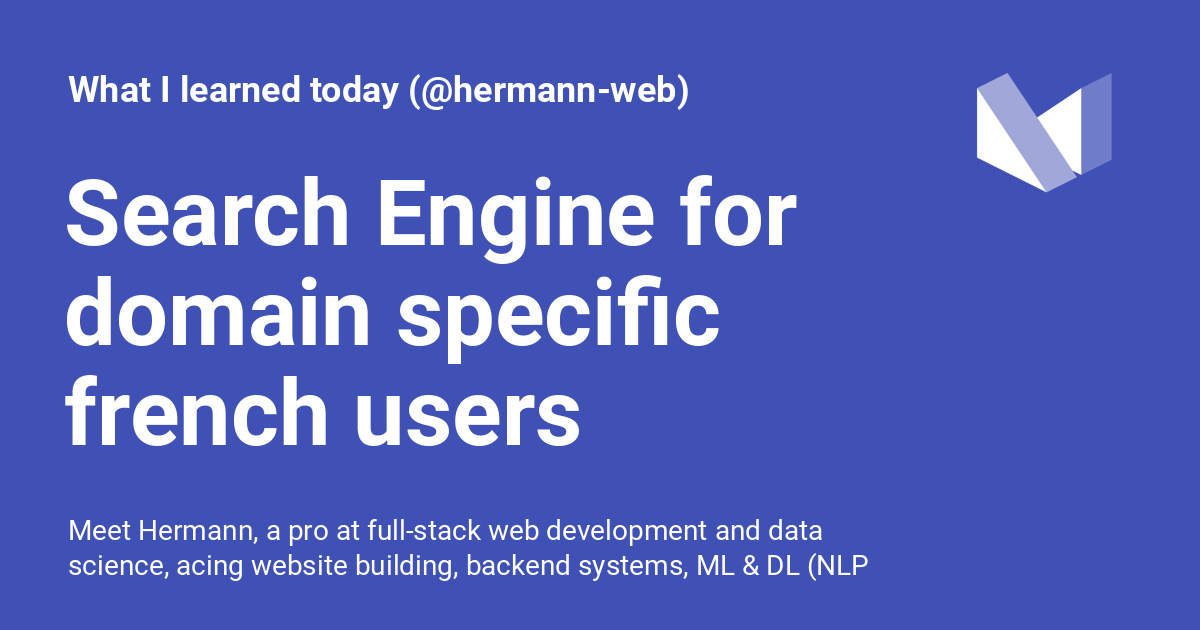 What I learned today (@hermann-web)
Search Engine for
domain specific
french users
Meet Hermann, a pro at full-stack web development and data
science, acing website building, backend systems, ML & DL (NLP